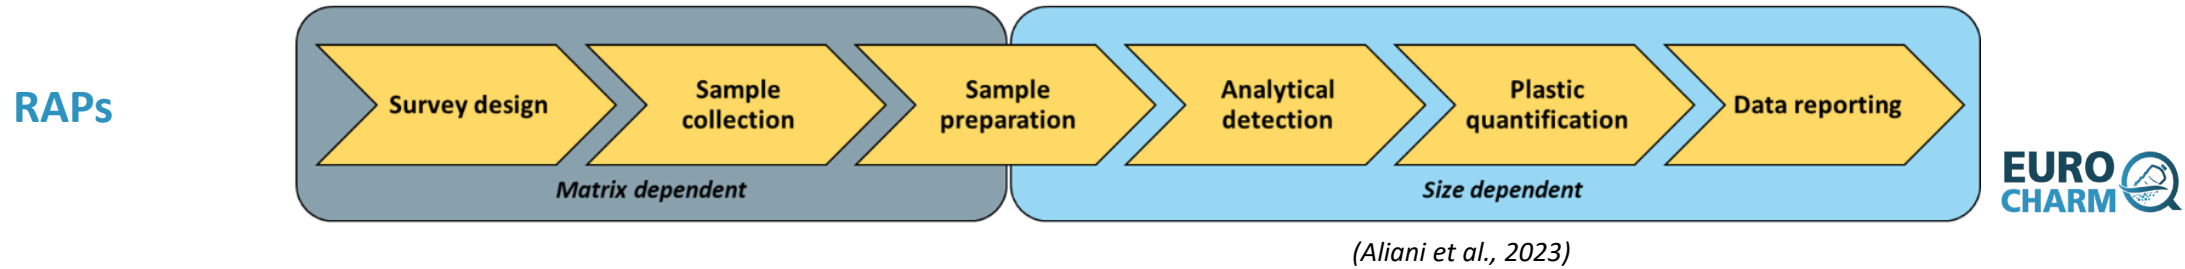 RAPs
Survey design
Sample
collection
Sample
preparation
Analytical
detection
Plastic
quantification
Data reporting
Matrix dependent
Size dependent
EURO
CHARM
(Aliani et al., 2023)